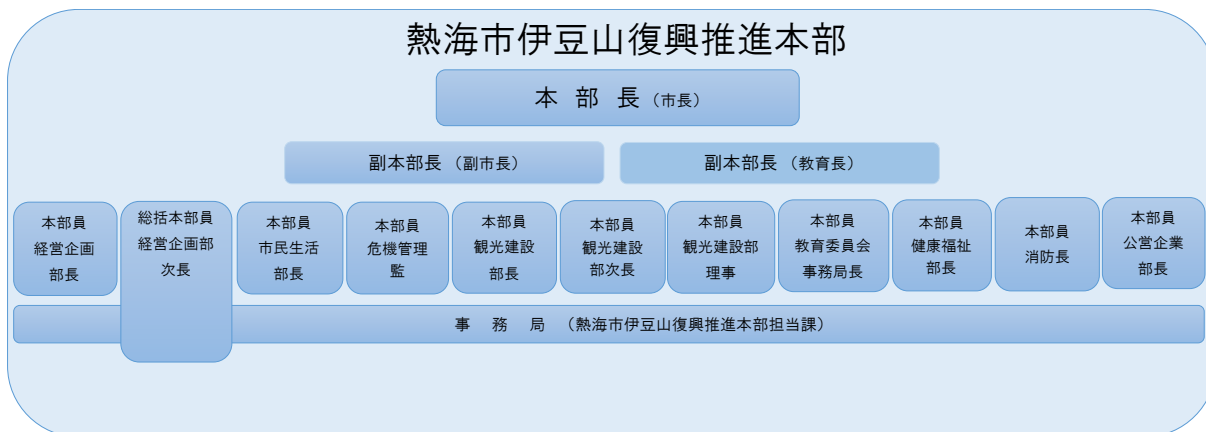 熱海市伊豆山復興推進本部
本 部 長 （市長）
副本部長 （副市長）
副本部長 （教育長）
本部員
経営企画
部長
総括本部員
経営企画部
次長
本部員
市民生活
部長
本部員
危機管理
監
本部員
観光建設
部長
本部員
観光建設
部次長
本部員
観光建設部
理事
本部員
教育委員会
事務局長
本部員
健康福祉
部長
本部員
消防長
本部員
公営企業
部長
事 務 局 （熱海市伊豆山復興推進本部担当課）